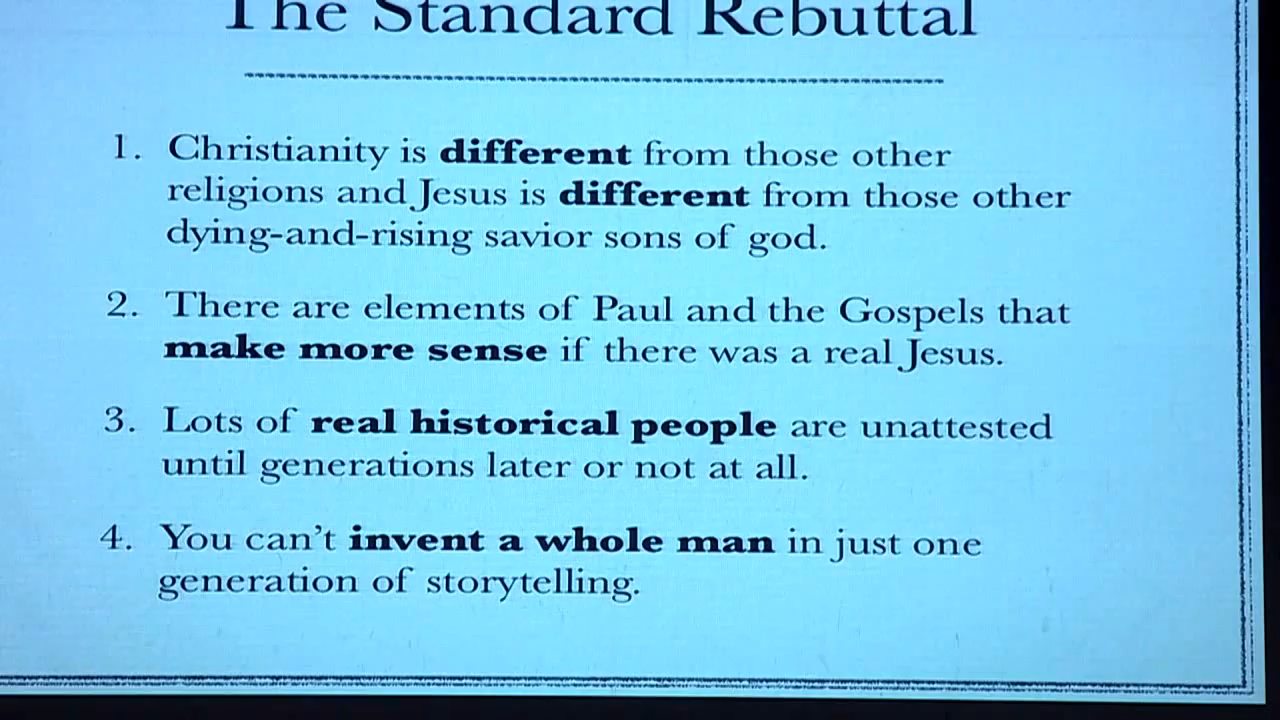 The Standard Rebuttal
1. Christianity is different from those other
religions and Jesus is different from those other
dying-and-rising savior sons of god.
2. There are elements of Paul and the Gospels that
make more sense if there was a real Jesus.
3. Lots of real historical people are unattested
until generations later or not at all.
4. You can't invent a whole man in just one
generation of storytelling.